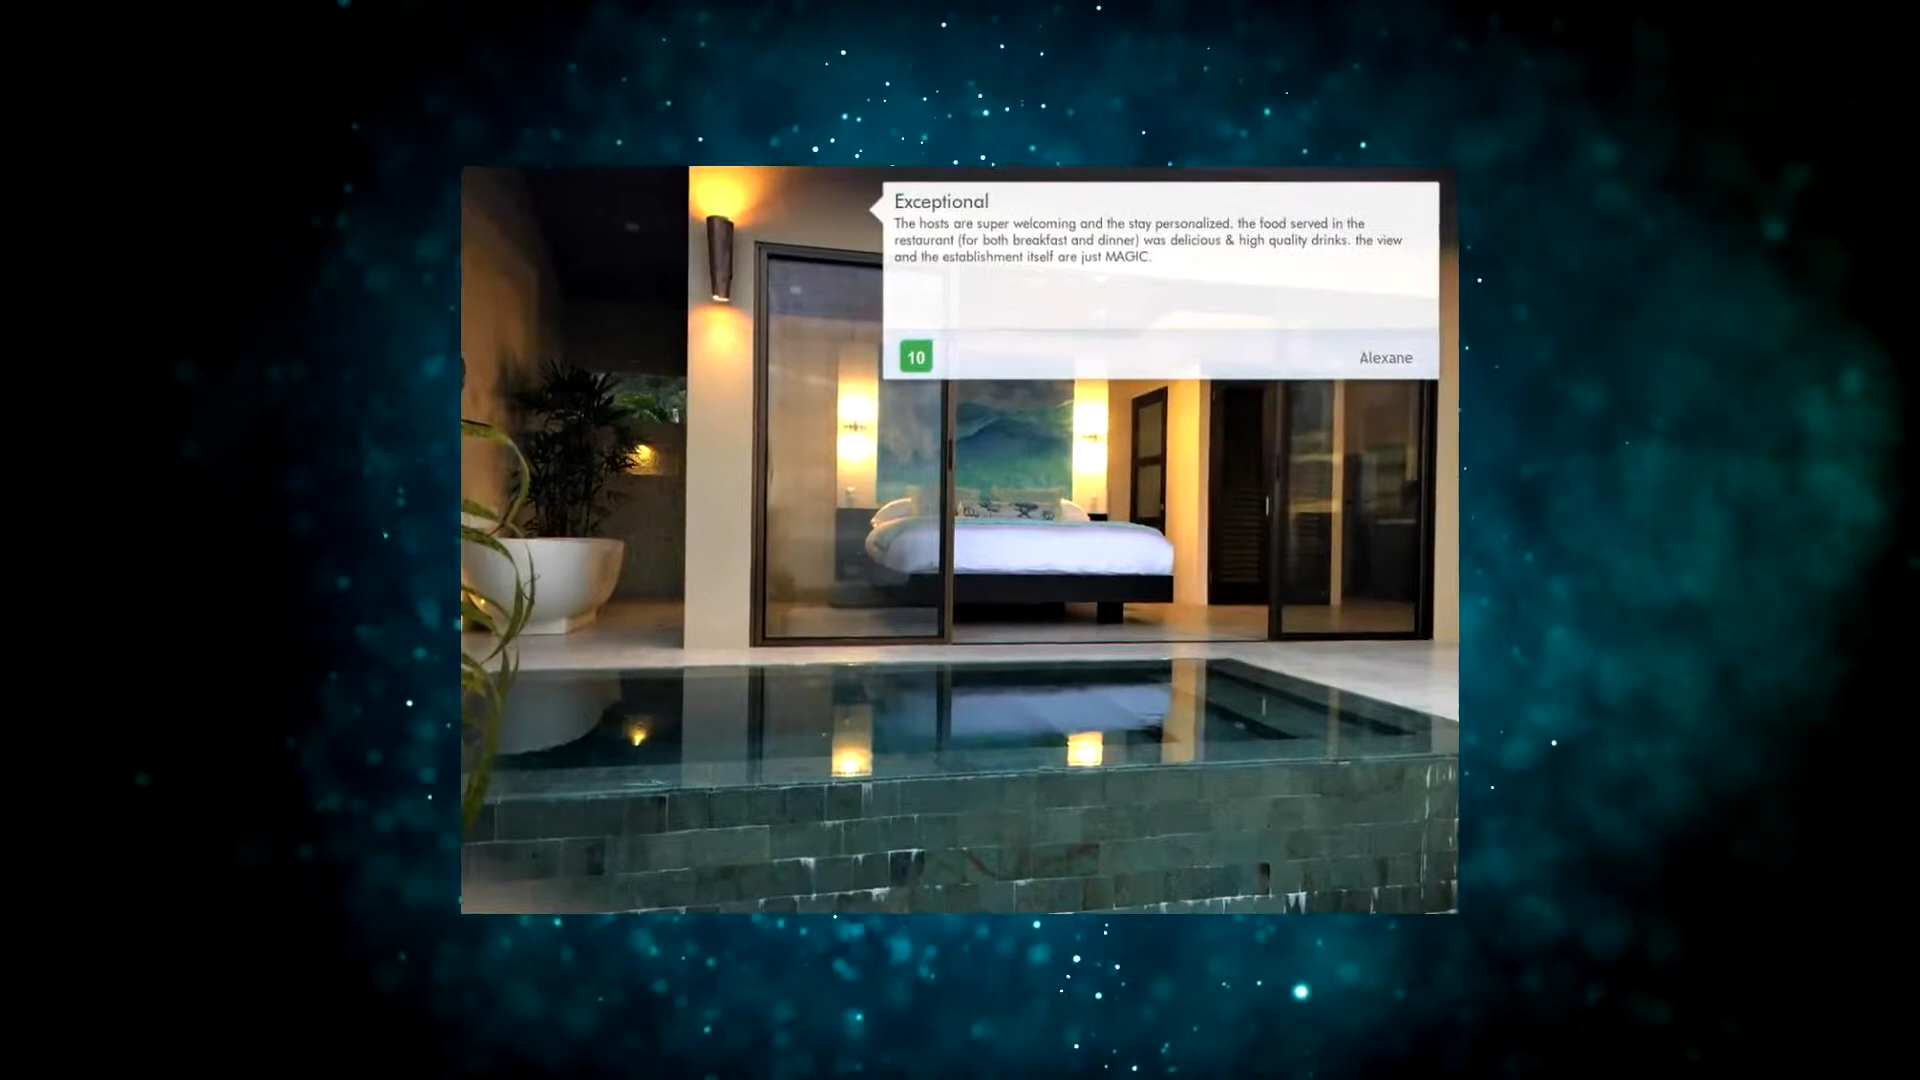 Exceptional
The hosts are super welcoming and the stay personalized. the food served in the
restaurant (for both breakfast and dinner) was delicious & high quality drinks. the view
and the establishment itself are just MAGIC.
10
Alexane